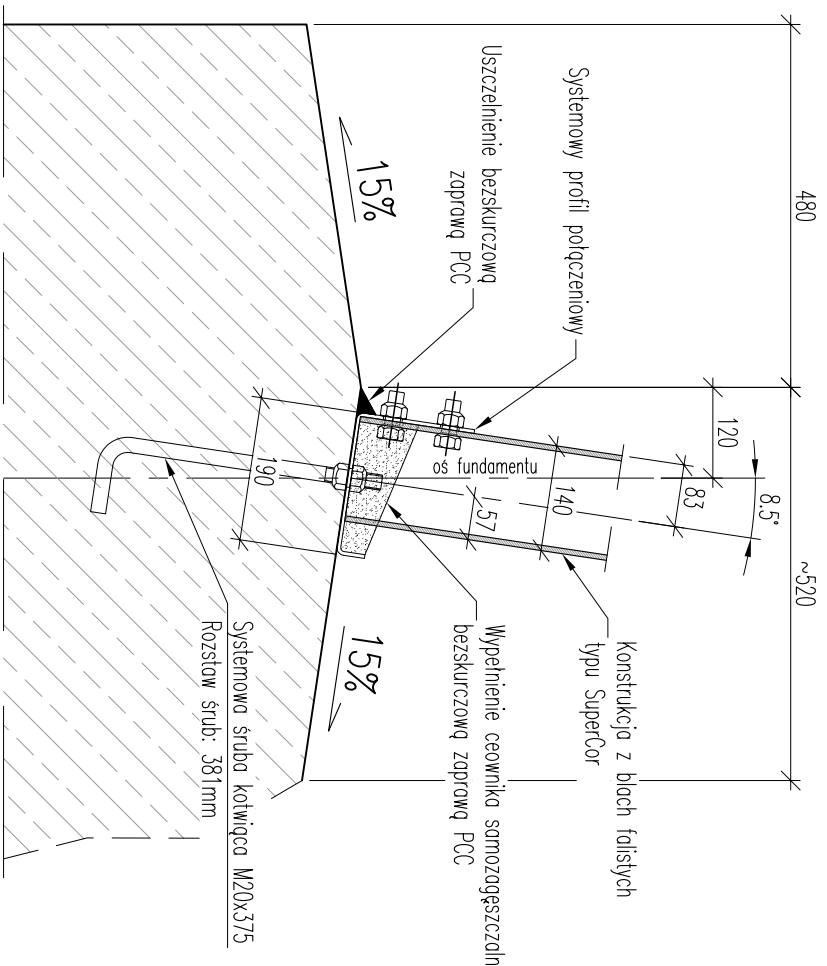 480
~520
120
8.5°
83
140
57
190
15%
15%
Uszczelnienie bezskurczową
zaprawą PCC
Systemowy profil połączeniowy
oś fundamentu
Konstrukcja z blach falistych
typu SuperCor
Wypełnienie ceownika samozagęszczaln
bezskurczową zaprawą PCC
Systemowa śruba kotwiąca M20x375
Rozstaw śrub: 381mm